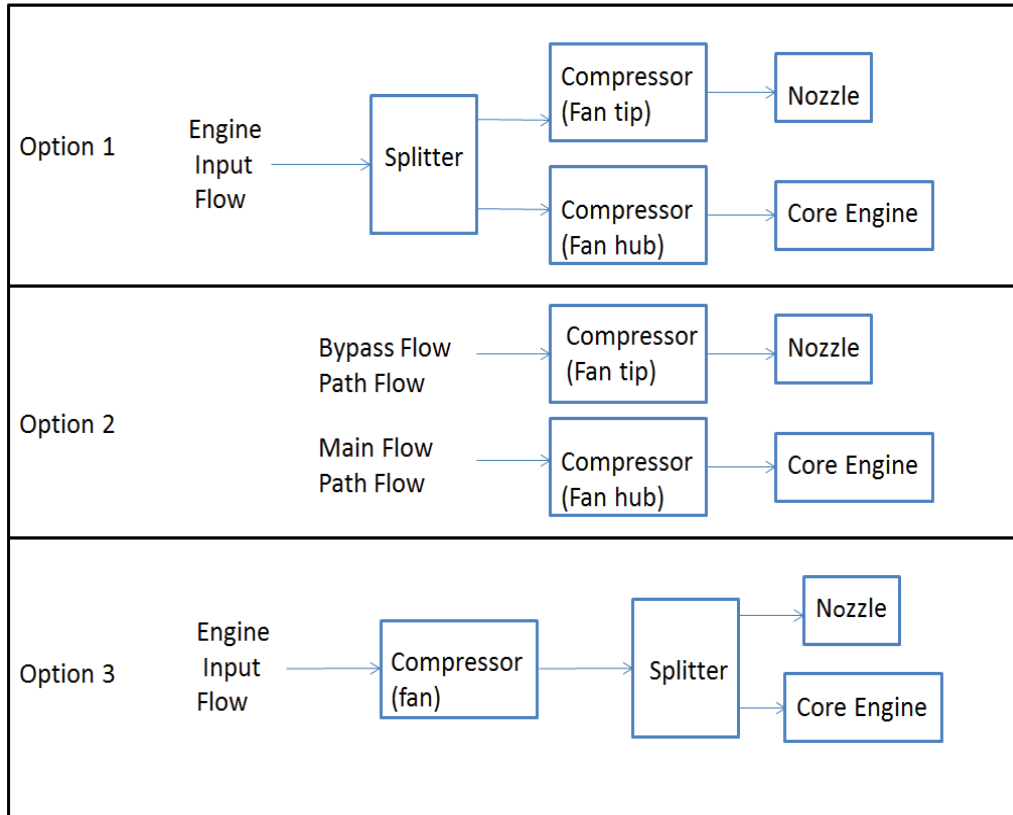 Option 1
Engine
Input
Flow
Splitter
Compressor
(Fan tip)
Nozzle
Compressor
(Fan hub)
Core Engine
Option 2
Bypass Flow
Path Flow
Compressor
(Fan tip)
Nozzle
Main Flow
Path Flow
Compressor
(Fan hub)
Core Engine
Option 3
Engine
Input
Flow
Compressor
(fan)
Splitter
Nozzle
Core Engine